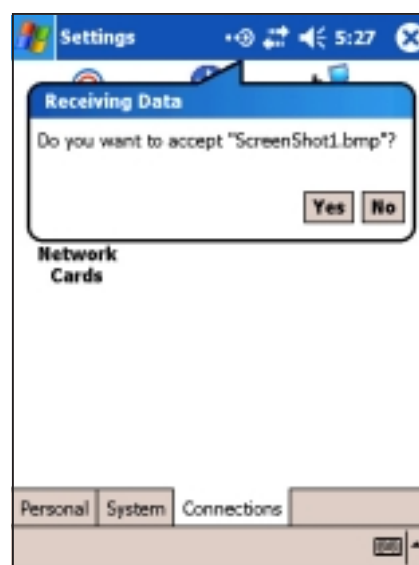 Settings 5:27
Receiving Data
Do you want to accept "ScreenShot1.bmp"?
Yes No
Network
Cards
Personal System Connections